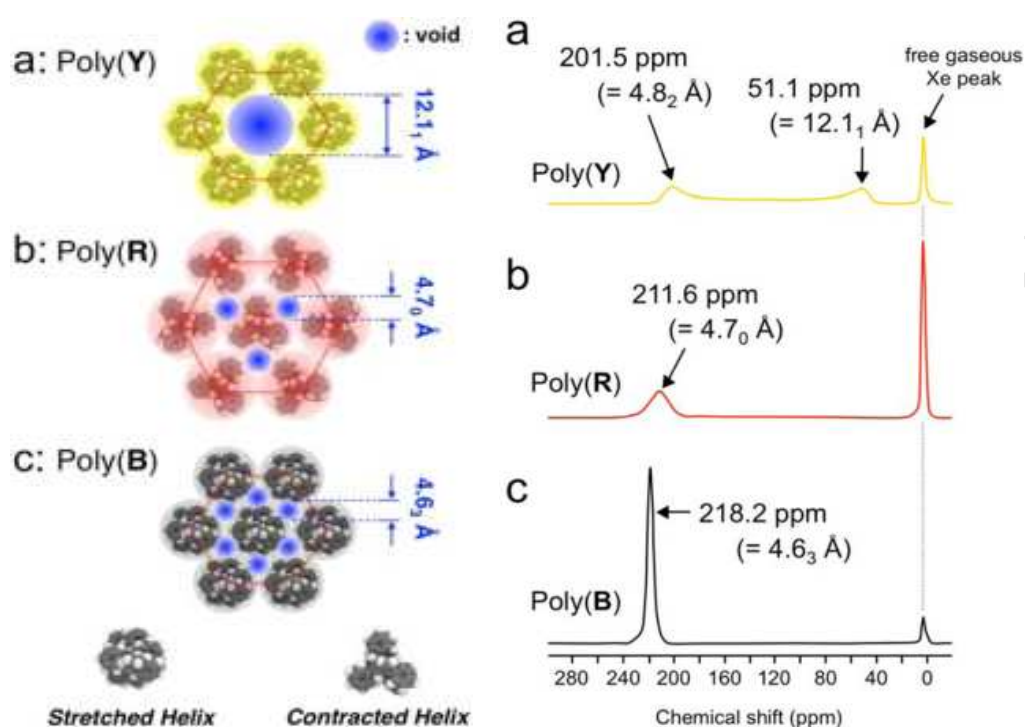 : void
a: Poly(Y)
12.1₁ Å
b: Poly(R)
4.7₀ Å
c: Poly(B)
4.6₃ Å
Stretched Helix
Contracted Helix
a
201.5 ppm
(= 4.8₂ Å)
51.1 ppm
(= 12.1₁ Å)
free gaseous
Xe peak
Poly(Y)
b
211.6 ppm
(= 4.7₀ Å)
Poly(R)
c
218.2 ppm
(= 4.6₃ Å)
Poly(B)
280 240 200 160 120 80 40 0
Chemical shift (ppm)